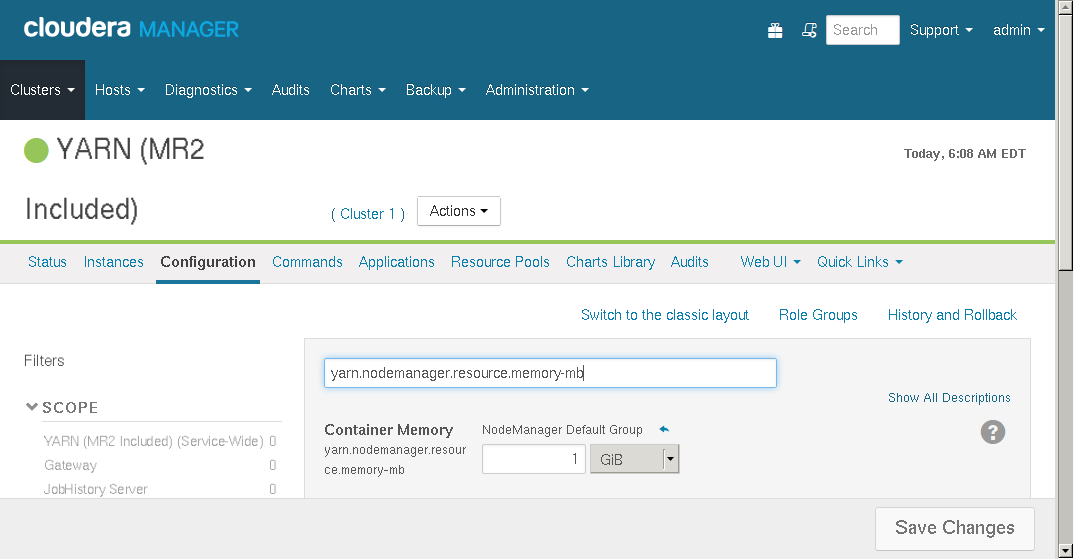 cloudera MANAGER
Search Support admin
Clusters Hosts Diagnostics Audits Charts Backup Administration
YARN (MR2
Today, 6:08 AM EDT
Included)
( Cluster 1 ) Actions
Status Instances Configuration Commands Applications Resource Pools Charts Library Audits Web UI Quick Links
Switch to the classic layout Role Groups History and Rollback
Filters
yarn.nodemanager.resource.memory-mb
Show All Descriptions
SCOPE
YARN (MR2 Included) (Service-Wide) 0
Gateway 0
JobHistory Server 0
Container Memory NodeManager Default Group
yarn.nodemanager.resour
ce.memory-mb
1 GiB
?
Save Changes